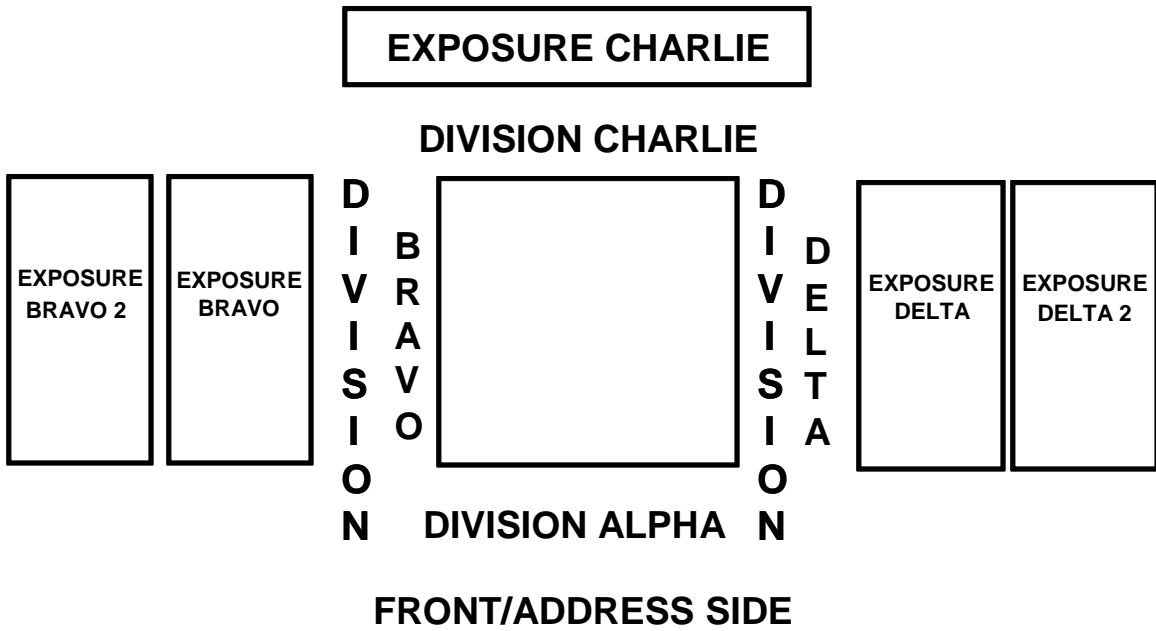 EXPOSURE CHARLIE
DIVISION CHARLIE
EXPOSURE
BRAVO 2
EXPOSURE
BRAVO
DIVISION
BRAVO
DIVISION
DELTA
EXPOSURE
DELTA
EXPOSURE
DELTA 2
DIVISION ALPHA
FRONT/ADDRESS SIDE